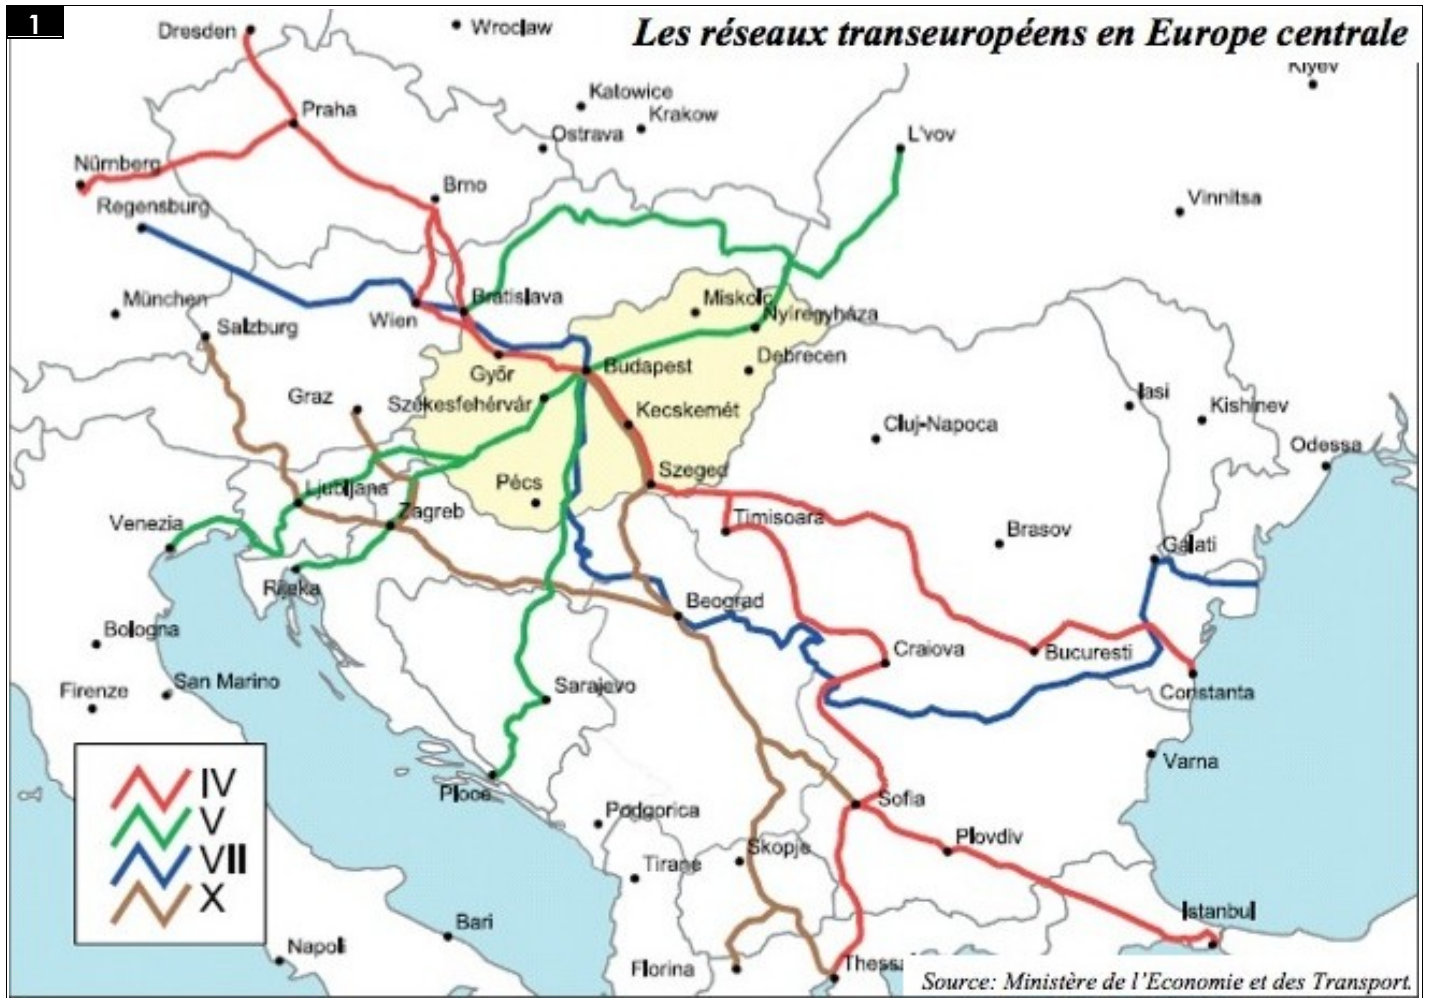 1
Les réseaux transeuropéens en Europe centrale
Dresden
Wroclaw
Kiyev
Katowice
Praha
Krakow
Ostrava
L'vov
Nürnberg
Brno
Vinnitsa
Regensburg
München
Bratislava
Miskolc
Wien
Nyíregyháza
Salzburg
Debrecen
Budapest
Győr
Graz
Székesfehérvár
Iasi
Kishinev
Kecskemét
Cluj-Napoca
Odessa
Szeged
Pécs
Ljubljana
Zagreb
Venezia
Timisoara
Brasov
Galati
Rijeka
Beograd
Bologna
Craiova
Bucuresti
Firenze
San Marino
Sarajevo
Constanta
Varna
IV
V
VII
X
Ploce
Sofia
Podgorica
Plovdiv
Skopje
Tirane
Istanbul
Bari
Napoli
Florina
Thessa
Source: Ministère de l'Economie et des Transport.